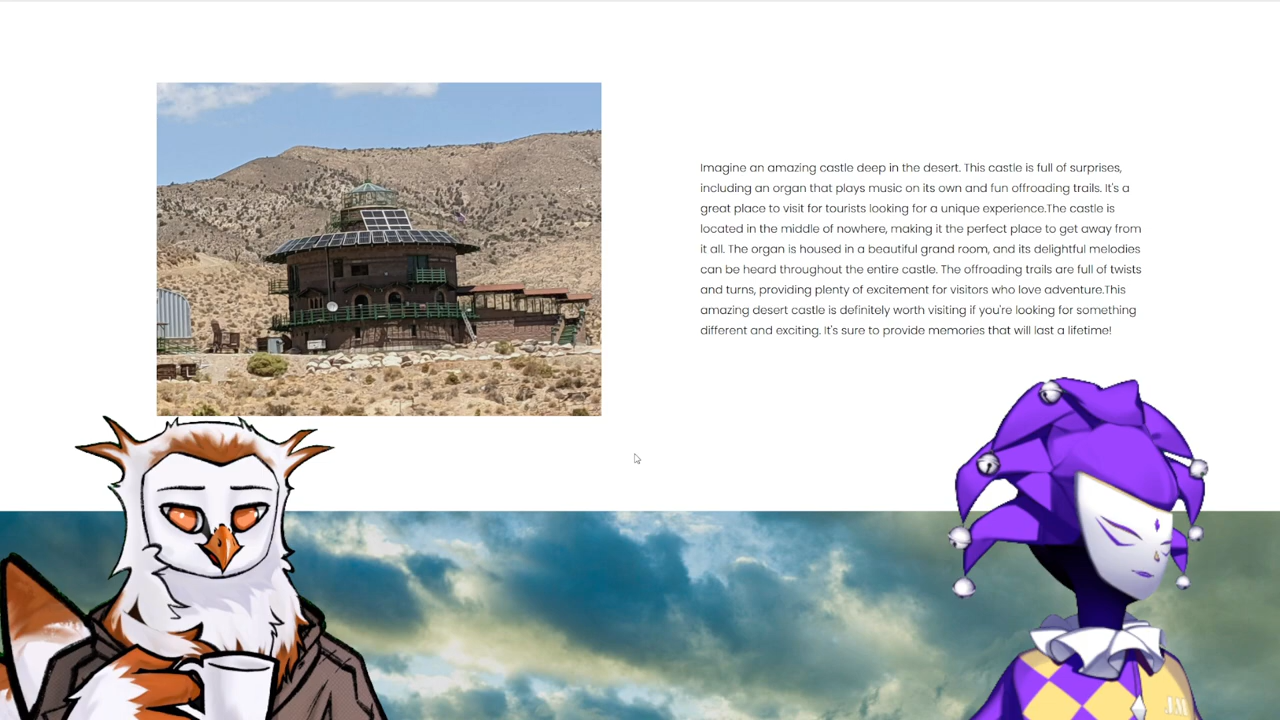 Imagine an amazing castle deep in the desert. This castle is full of surprises,
including an organ that plays music on its own and fun offroading trails. It's a
great place to visit for tourists looking for a unique experience.The castle is
located in the middle of nowhere, making it the perfect place to get away from
it all. The organ is housed in a beautiful grand room, and its delightful melodies
can be heard throughout the entire castle. The offroading trails are full of twists
and turns, providing plenty of excitement for visitors who love adventure.This
amazing desert castle is definitely worth visiting if you're looking for something
different and exciting. It's sure to provide memories that will last a lifetime!